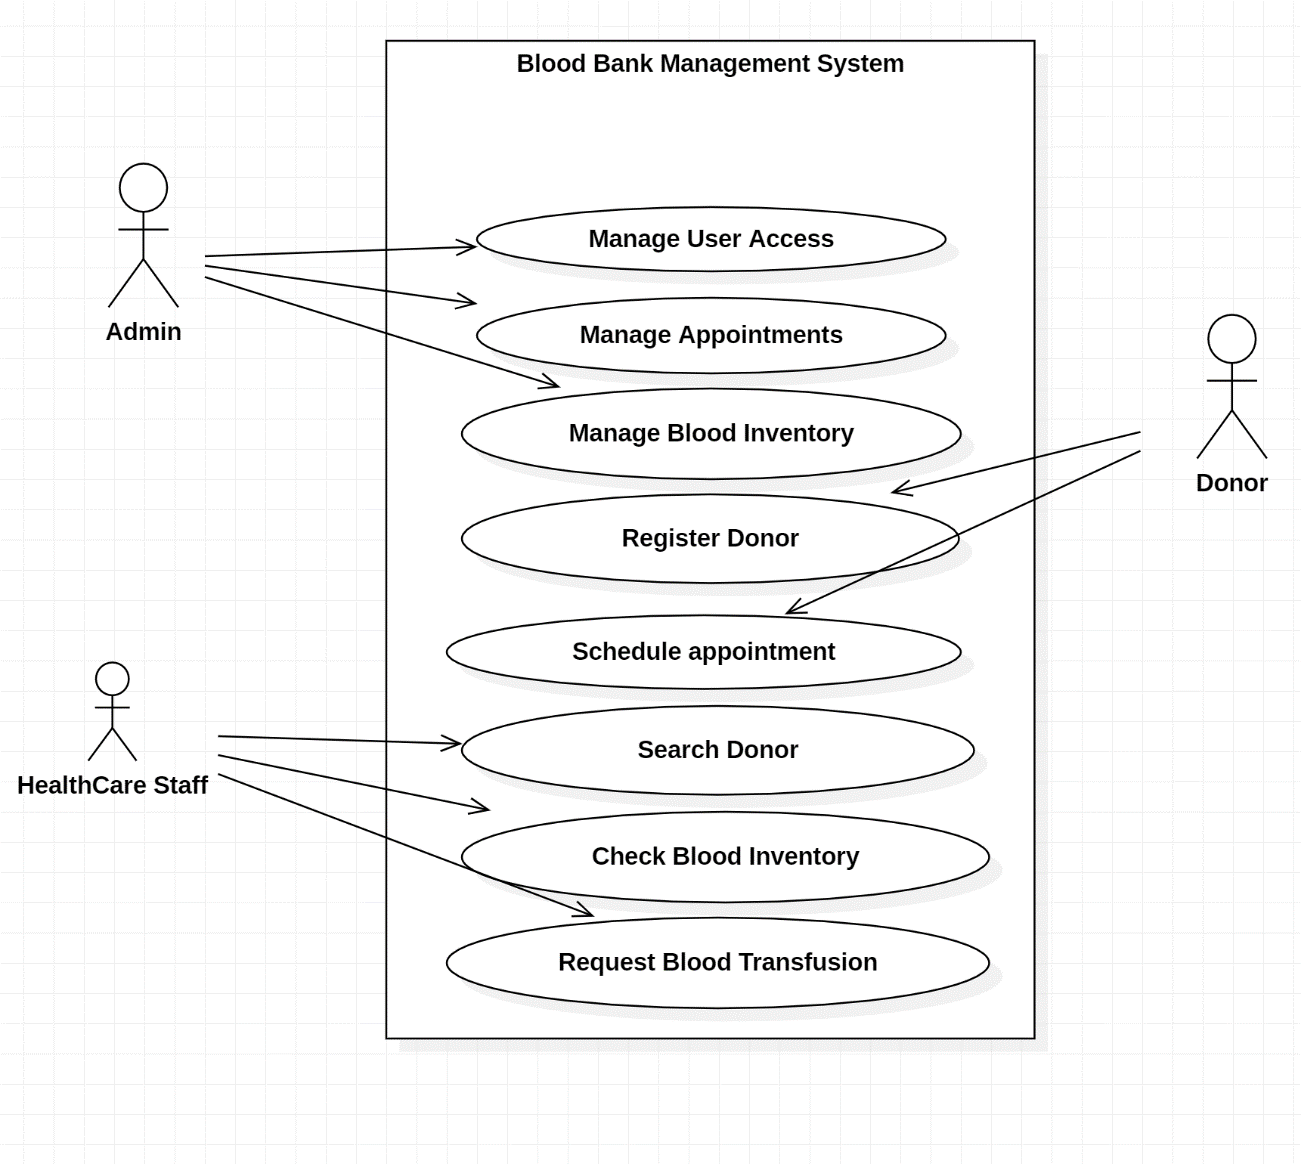 Blood Bank Management System
Admin
Manage User Access
Manage Appointments
Manage Blood Inventory
Donor
Register Donor
Schedule appointment
HealthCare Staff
Search Donor
Check Blood Inventory
Request Blood Transfusion